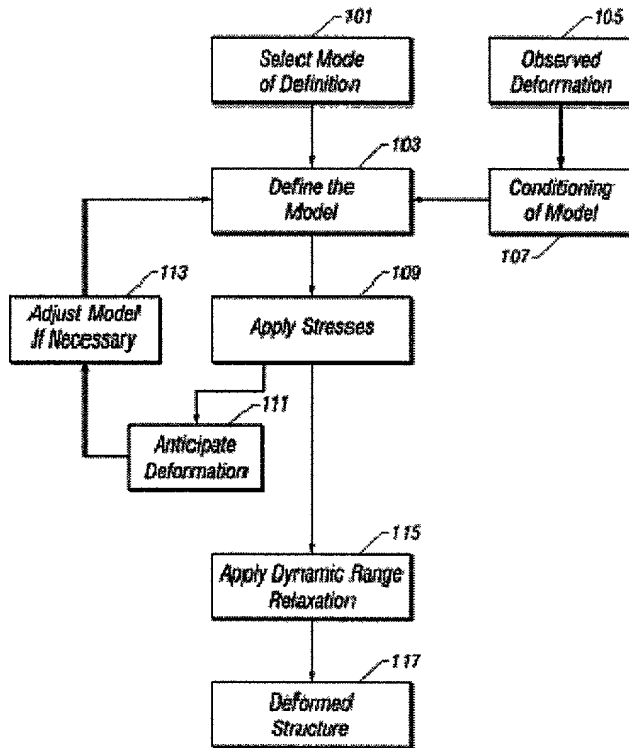 101
Select Mode
of Definition
105
Observed
Deformation
103
Define the
Model
Conditioning
of Model
107
113
Adjust Model
If Necessary
109
Apply Stresses
111
Anticipate
Deformation
115
Apply Dynamic Range
Relaxation
117
Deformed
Structure